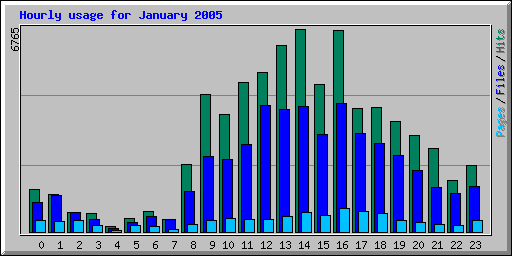 Hourly usage for January 2005
6765
Pages / Files / Hits
0 1 2 3 4 5 6 7 8 9 10 11 12 13 14 15 16 17 18 19 20 21 22 23